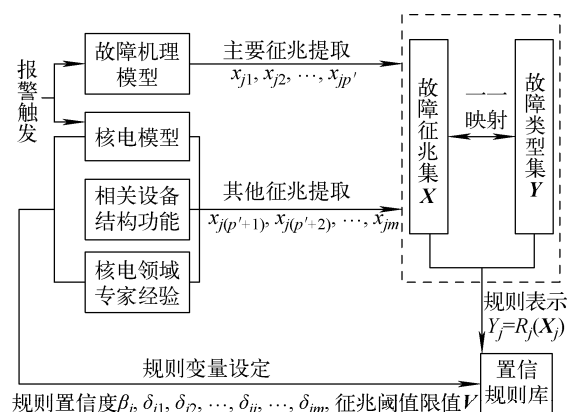 报警触发
故障机理
模型
主要征兆提取
x_{j1}, x_{j2}, …, x_{jp'}
核电模型
相关设备
结构功能
其他征兆提取
x_{j(p'+1)}, x_{j(p'+2)}, …, x_{jm}
核电领域
专家经验
故障征兆集X
一一
映射
故障类型集Y
规则表示
Y_j=R_j(X_j)
规则变量设定
置信
规则库
规则置信度β_j, δ_{j1}, δ_{j2}, …, δ_{ji}, …, δ_{jm}, 征兆阈值限值V